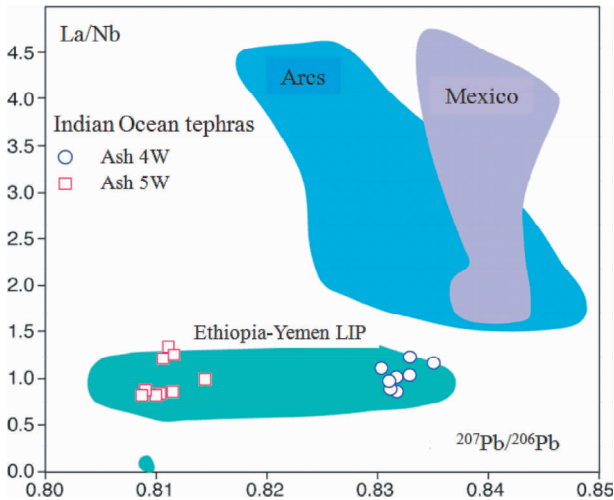 La/Nb
4.5
4.0
3.5
3.0
2.5
2.0
1.5
1.0
0.5
0.0
Arcs
Mexico
Indian Ocean tephras
Ash 4W
Ash 5W
Ethiopia-Yemen LIP
²⁰⁷Pb/²⁰⁶Pb
0.80
0.81
0.82
0.83
0.84
0.85